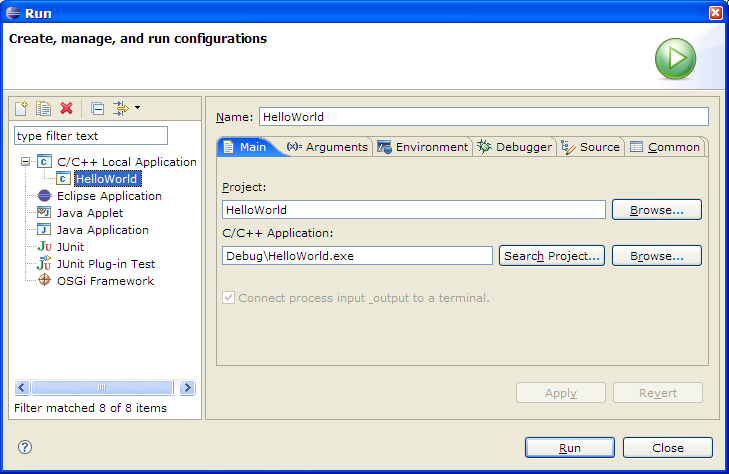 Run
Create, manage, and run configurations
type filter text
C/C++ Local Application
HelloWorld
Eclipse Application
Java Applet
Java Application
JUnit
JUnit Plug-in Test
OSGi Framework
Filter matched 8 of 8 items
Name: HelloWorld
Main (x)= Arguments Environment Debugger Source Common
Project:
HelloWorld Browse...
C/C++ Application:
Debug\HelloWorld.exe Search Project... Browse...
Connect process input _output to a terminal.
Apply Revert
Run Close